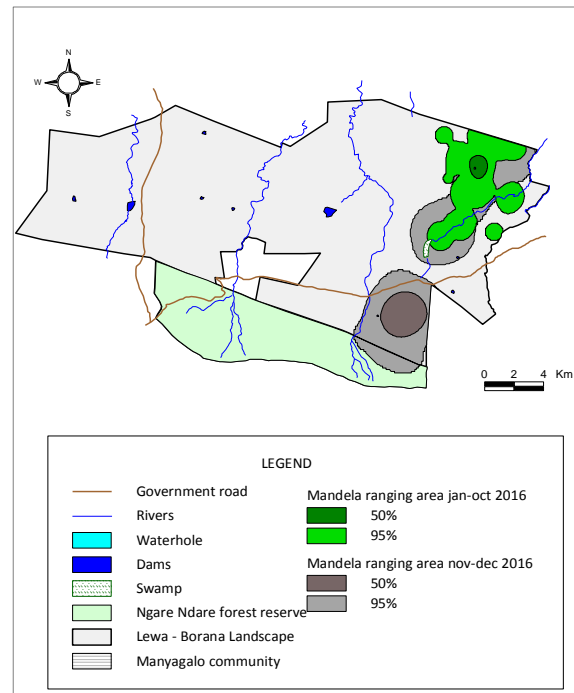 N
W E
S
0 2 4 Km
LEGEND
Government road
Rivers
Waterhole
Dams
Swamp
Ngare Ndare forest reserve
Lewa - Borana Landscape
Manyagalo community
Mandela ranging area jan-oct 2016
50%
95%
Mandela ranging area nov-dec 2016
50%
95%